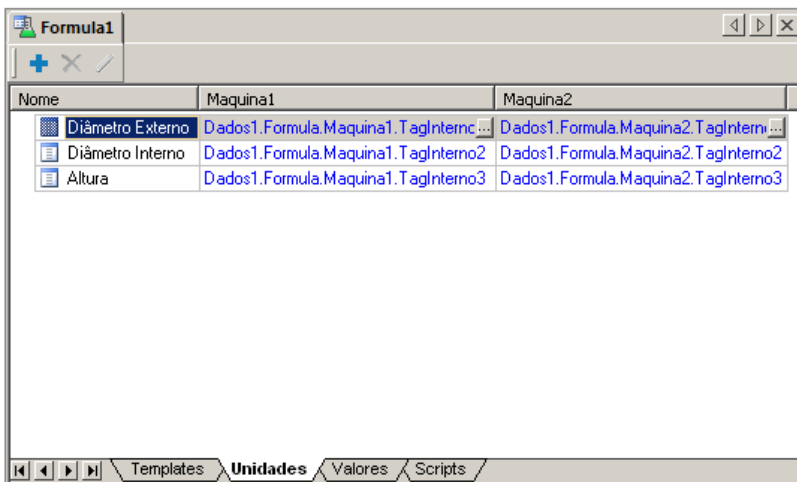 Formula1
Nome Maquina1 Maquina2
Diâmetro Externo Dados1.Formula.Maquina1.TagInterno... Dados1.Formula.Maquina2.TagIntern...
Diâmetro Interno Dados1.Formula.Maquina1.TagInterno2 Dados1.Formula.Maquina2.TagInterno2
Altura Dados1.Formula.Maquina1.TagInterno3 Dados1.Formula.Maquina2.TagInterno3
Templates Unidades Valores Scripts